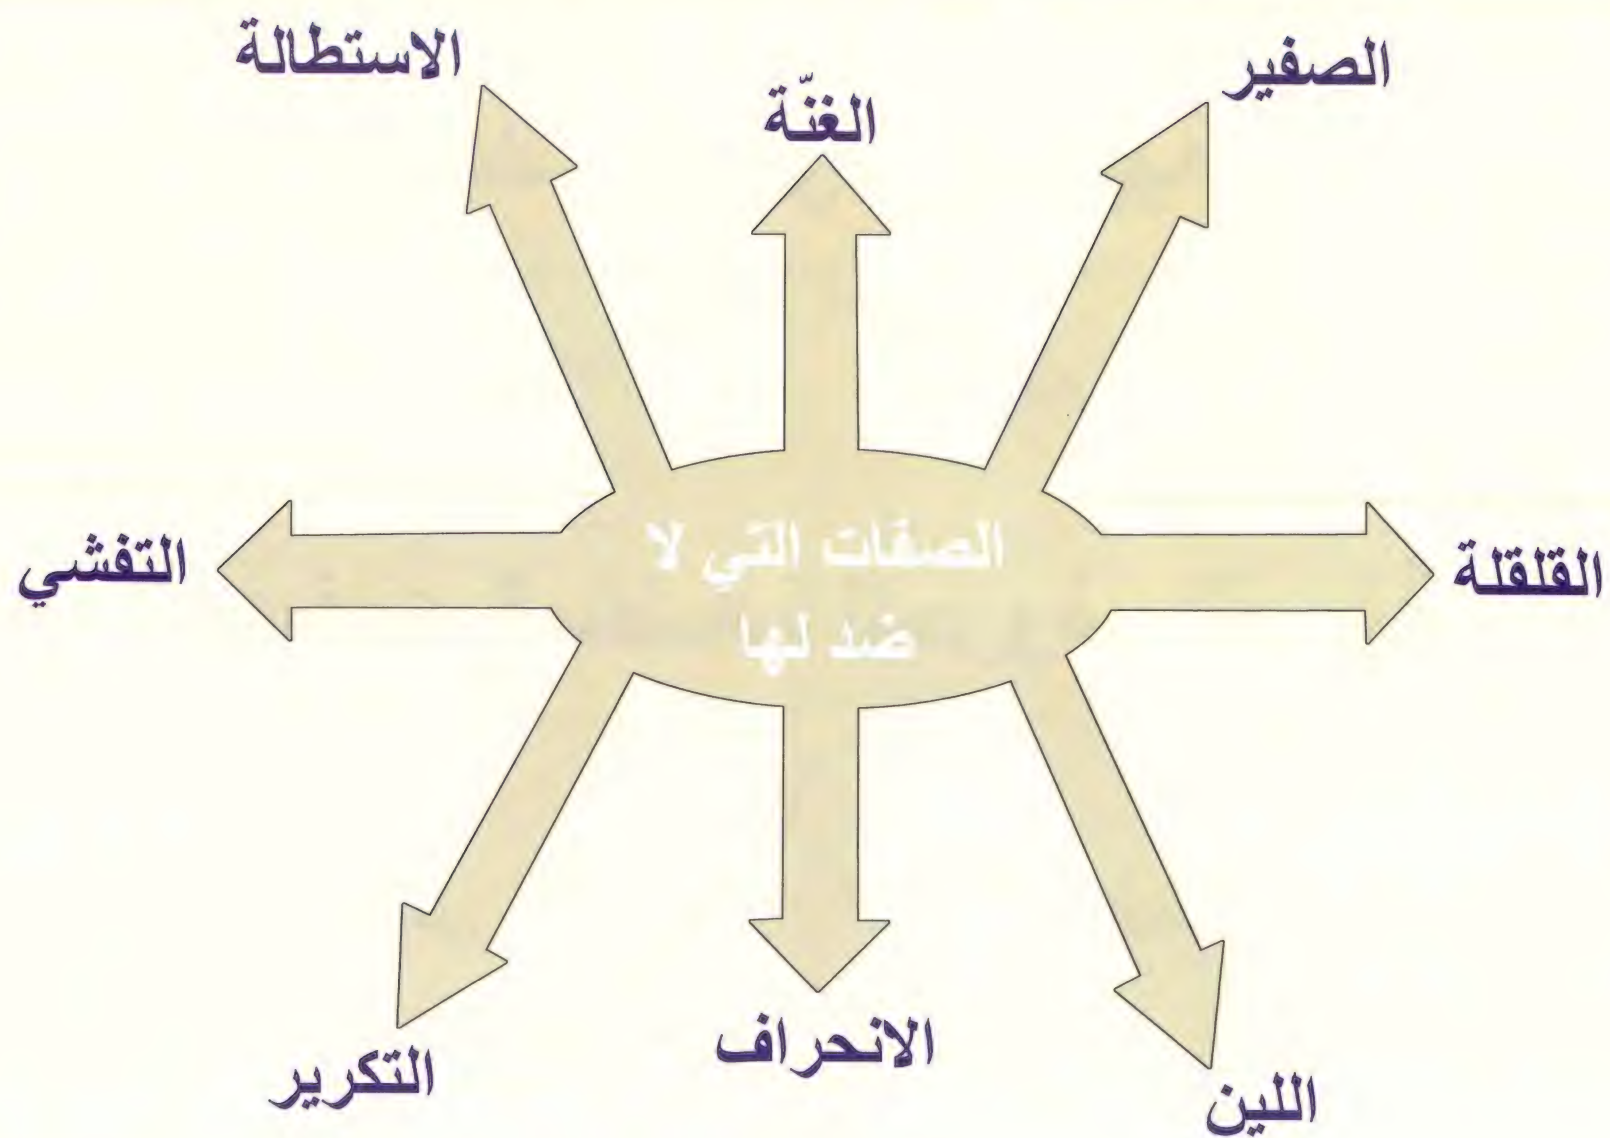 الاستطالة
الغنّة
الصفير
القلقلة
اللين
الانحراف
التكرير
التفشي
الصفات التي لا
ضد لها